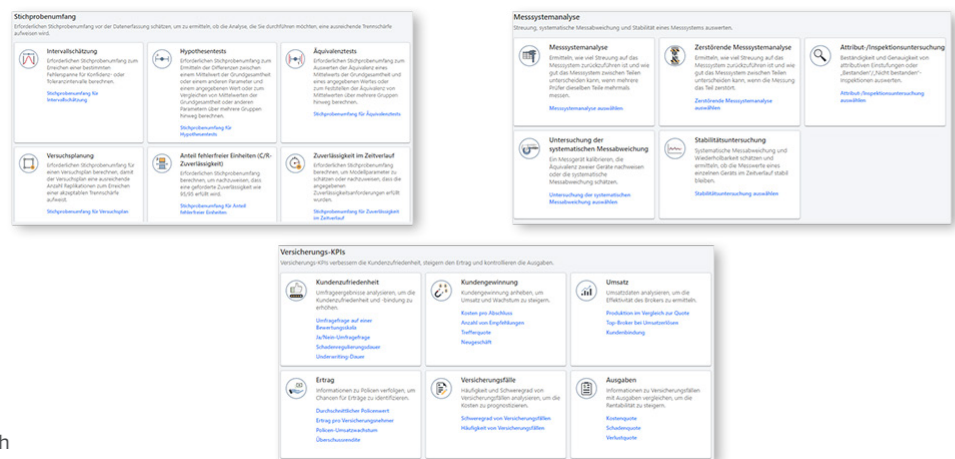 Stichprobenumfang
Erforderlichen Stichprobenumfang vor der Datenerfassung schätzen, um zu ermitteln, ob die Analyse, die Sie durchführen möchten, eine ausreichende Trennschärfe
aufweisen wird.
Intervallschätzung
Erforderlichen Stichprobenumfang zum
Erreichen einer bestimmten
Fehlerspanne für Konfidenz- oder
Toleranzintervalle berechnen.
Stichprobenumfang für
Intervallschätzung
Hypothesentests
Erforderlichen Stichprobenumfang zum
Ermitteln der Differenzen zwischen
einem Mittelwert der Grundgesamtheit
oder einem anderen Parameter und
einem angegebenen Wert oder zum
Vergleichen von Mittelwerten der
Grundgesamtheit oder anderen
Parametern über mehrere Gruppen
hinweg berechnen.
Stichprobenumfang für
Hypothesentests
Äquivalenztests
Erforderlichen Stichprobenumfang zum
Auswerten der Äquivalenz eines
Mittelwerts der Grundgesamtheit und
eines angegebenen Wertes oder
zum Feststellen der Äquivalenz von
Mittelwerten über mehrere Gruppen
hinweg berechnen.
Stichprobenumfang für Äquivalenztests
Versuchsplanung
Erforderlichen Stichprobenumfang für
einen Versuchsplan berechnen, damit
der Versuchsplan eine ausreichende
Anzahl Replikationen zum Erreichen
einer akzeptablen Trennschärfe
aufweist.
Stichprobenumfang für Versuchsplan
Anteil fehlerfreier Einheiten (C/R-
Zuverlässigkeit)
Erforderlichen Stichprobenumfang
berechnen, um nachzuweisen, dass
eine geforderte Zuverlässigkeit wie
95/95 erfüllt wird.
Stichprobenumfang für Anteil
fehlerfreier Einheiten
Zuverlässigkeit im Zeitverlauf
Erforderlichen Stichprobenumfang
berechnen, um Modellparameter zu
schätzen oder nachzuweisen, dass die
angegebenen
Zuverlässigkeitsanforderungen erfüllt
wurden.
Stichprobenumfang für Zuverlässigkeit
im Zeitverlauf
Messsystemanalyse
Streuung, systematische Messabweichung und Stabilität eines Messsystems auswerten.
Messsystemanalyse
Ermitteln, wie viel Streuung auf das
Messsystem zurückzuführen ist und wie
gut das Messsystem zwischen Teilen
unterscheiden kann, wenn mehrere
Prüfer dieselben Teile mehrmals
messen.
Messsystemanalyse auswählen
Zerstörende Messsystemanalyse
Ermitteln, wie viel Streuung auf das
Messsystem zurückzuführen ist und wie
gut das Messsystem zwischen Teilen
unterscheiden kann, wenn die Messung
das Teil zerstört.
Zerstörende Messsystemanalyse
auswählen
Attribut-/Inspektionsuntersuchung
Beständigkeit und Genauigkeit von
attributiven Einstufungen oder
„Bestanden“/„Nicht bestanden“-
Inspektionen auswerten.
Attribut-/Inspektionsuntersuchung
auswählen
Untersuchung der
systematischen Messabweichung
Ein Messgerät kalibrieren, die
Äquivalenz zweier Geräte nachweisen
oder die systematische
Messabweichung schätzen.
Untersuchung der systematischen
Messabweichung auswählen
Stabilitätsuntersuchung
Systematische Messabweichung und
Wiederholbarkeit schätzen und
ermitteln, ob die Messwerte eines
einzelnen Geräts im Zeitverlauf stabil
bleiben.
Stabilitätsuntersuchung auswählen
Versicherungs-KPIs
Versicherungs-KPIs verbessern die Kundenzufriedenheit, steigern den Ertrag und kontrollieren die Ausgaben.
Kundenzufriedenheit
Umfrageergebnisse analysieren, um die
Kundenzufriedenheit und -bindung zu
erhöhen.
Umfragefrage auf einer
Bewertungsskala
Ja/Nein-Umfragefrage
Schadenregulierungsdauer
Underwriting-Dauer
Kundengewinnung
Kundengewinnung anheben, um
Umsatz und Wachstum zu steigern.
Kosten pro Abschluss
Anzahl von Empfehlungen
Trefferquote
Neugeschäft
Umsatz
Umsatzdaten analysieren, um die
Effektivität des Brokers zu ermitteln.
Produktion im Vergleich zur Quote
Top-Broker bei Umsatzerlösen
Kundenbindung
Ertrag
Informationen zu Policen verfolgen, um
Chancen für Erträge zu identifizieren.
Durchschnittlicher Policenwert
Ertrag pro Versicherungsnehmer
Policen-Umsatzwachstum
Überschussrendite
Versicherungsfälle
Häufigkeit und Schweregrad von
Versicherungsfällen analysieren, um die
Kosten zu prognostizieren.
Schweregrad von Versicherungsfällen
Häufigkeit von Versicherungsfällen
Ausgaben
Informationen zu Versicherungsfällen
mit Ausgaben vergleichen, um die
Rentabilität zu steigern.
Kostenquote
Schadenquote
Verlustquote
h